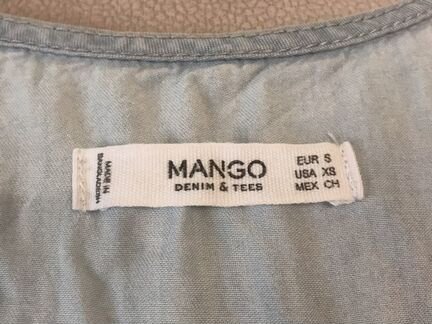 MADE IN
BANGLADESH
MANGO
DENIM & TEES
EUR S
USA XS
MEX CH